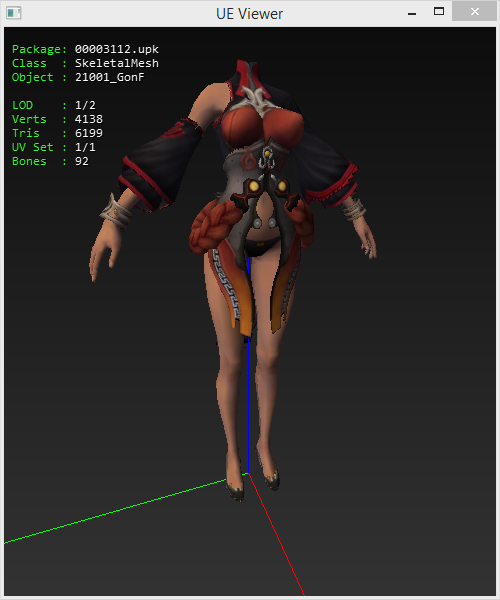 UE Viewer
Package: 00003112.upk
Class : SkeletalMesh
Object : 21001_GonF
LOD : 1/2
Verts : 4138
Tris : 6199
UV Set : 1/1
Bones : 92